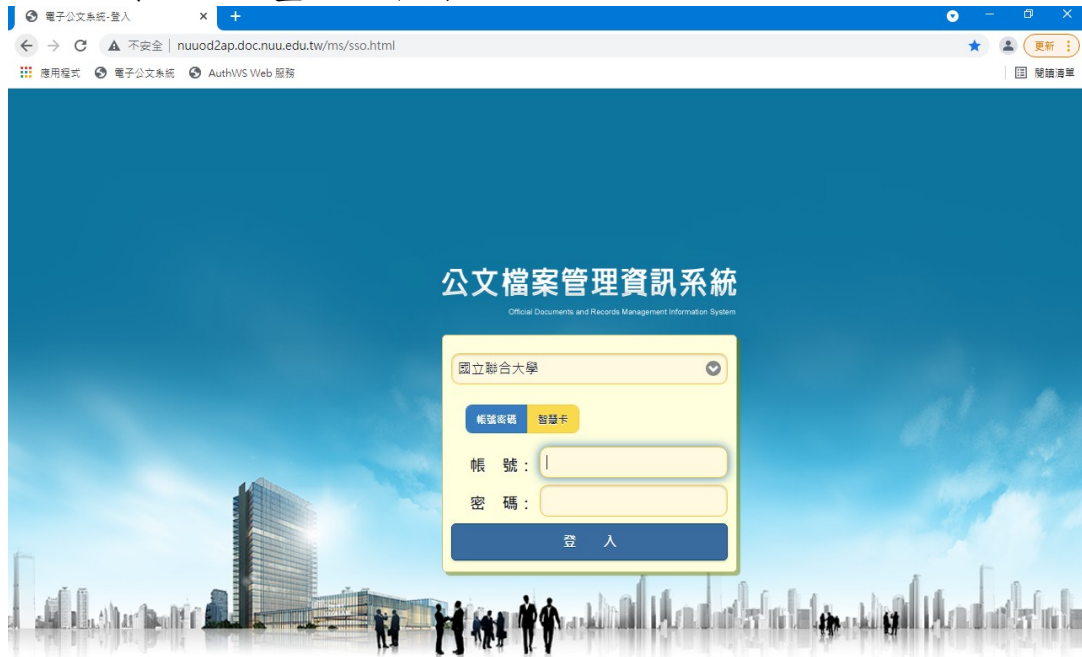 電子公文系統-登入
不安全 | nuuod2ap.doc.nuu.edu.tw/ms/sso.html
更新
應用程式 電子公文系統 AuthWS Web 服務 閱讀清單
公文檔案管理資訊系統
Official Documents and Records Management Information System
國立聯合大學
帳號密碼 智慧卡
帳 號：
密 碼：
登 入